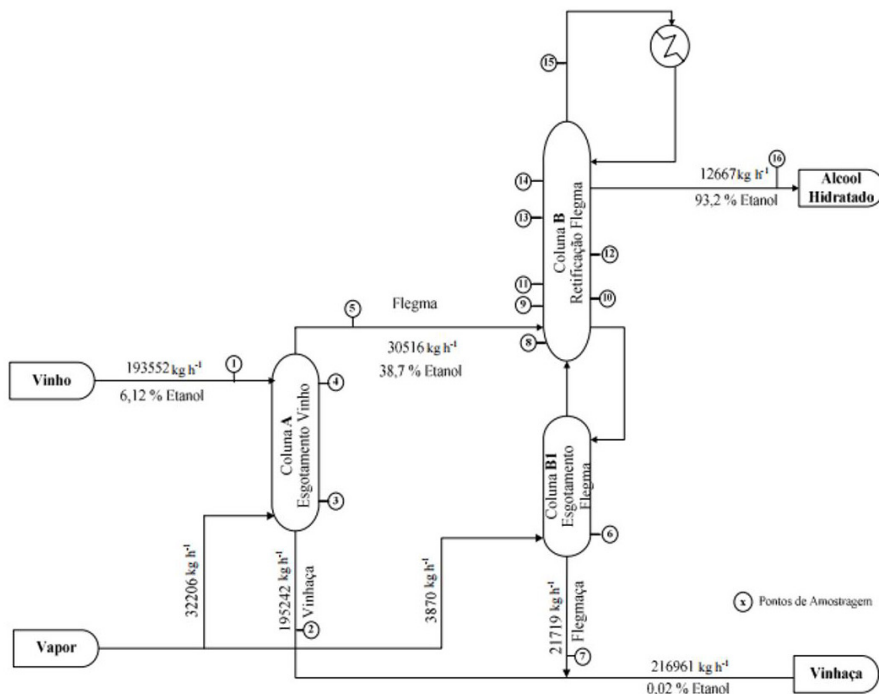 15
14
13
11
9
8
Coluna B
Retificação Flegma
12
10
16
12667 kg h⁻¹
93,2 % Etanol
Alcool
Hidratado
5
Flegma
30516 kg h⁻¹
38,7 % Etanol
Vinho
193552 kg h⁻¹
1
6,12 % Etanol
4
Coluna A
Esgotamento Vinho
3
Coluna B1
Esgotamento
Flegma
6
32206 kg h⁻¹
195242 kg h⁻¹
Vinhaça
2
3870 kg h⁻¹
21719 kg h⁻¹
Flegmaça
7
x Pontos de Amostragem
Vapor
216961 kg h⁻¹
0,02 % Etanol
Vinhaça